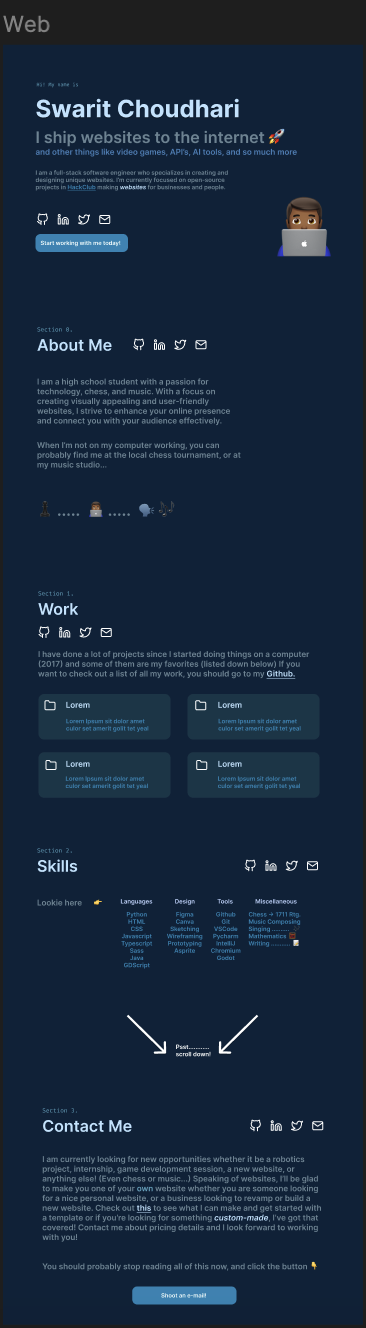 Web
Hi! My name is
Swarit Choudhari
I ship websites to the internet 🚀
and other things like video games, API's, AI tools, and so much more
I am a full-stack software engineer who specializes in creating and
designing unique websites. I'm currently focused on open-source
projects in HackClub making websites for businesses and people.
Start working with me today!
Section 0.
About Me
I am a high school student with a passion for
technology, chess, and music. With a focus on
creating visually appealing and user-friendly
websites, I strive to enhance your online presence
and connect you with your audience effectively.
When I'm not on my computer working, you can
probably find me at the local chess tournament, or at
my music studio...
Section 1.
Work
I have done a lot of projects since I started doing things on a computer
(2017) and some of them are my favorites (listed down below) If you
want to check out a list of all my work, you should go to my Github.
Lorem
Lorem Ipsum sit dolor amet
culor set amerit golit tet yeal
Lorem
Lorem Ipsum sit dolor amet
culor set amerit golit tet yeal
Lorem
Lorem Ipsum sit dolor amet
culor set amerit golit tet yeal
Lorem
Lorem Ipsum sit dolor amet
culor set amerit golit tet yeal
Section 2.
Skills
Lookie here 👉
Languages
Python
HTML
CSS
Javascript
Typescript
Sass
Java
GDScript
Design
Figma
Canva
Sketching
Wireframing
Prototyping
Asprite
Tools
Github
Git
VSCode
Pycharm
IntelliJ
Chromium
Godot
Miscellaneous
Chess -> 1711 Rtg.
Music Composing
Singing ..........
Mathematics
Writing ...........
Psst...........
scroll down!
Section 3.
Contact Me
I am currently looking for new opportunities whether it be a robotics
project, internship, game development session, a new website, or
anything else! (Even chess or music...) Speaking of websites, I'll be glad
to make you one of your own website whether you are someone looking
for a nice personal website, or a business looking to revamp or build a
new website. Check out this to see what I can make and get started with
a template or if you're looking for something custom-made, I've got that
covered! Contact me about pricing details and I look forward to working
with you!
You should probably stop reading all of this now, and click the button 👇
Shoot an e-mail!